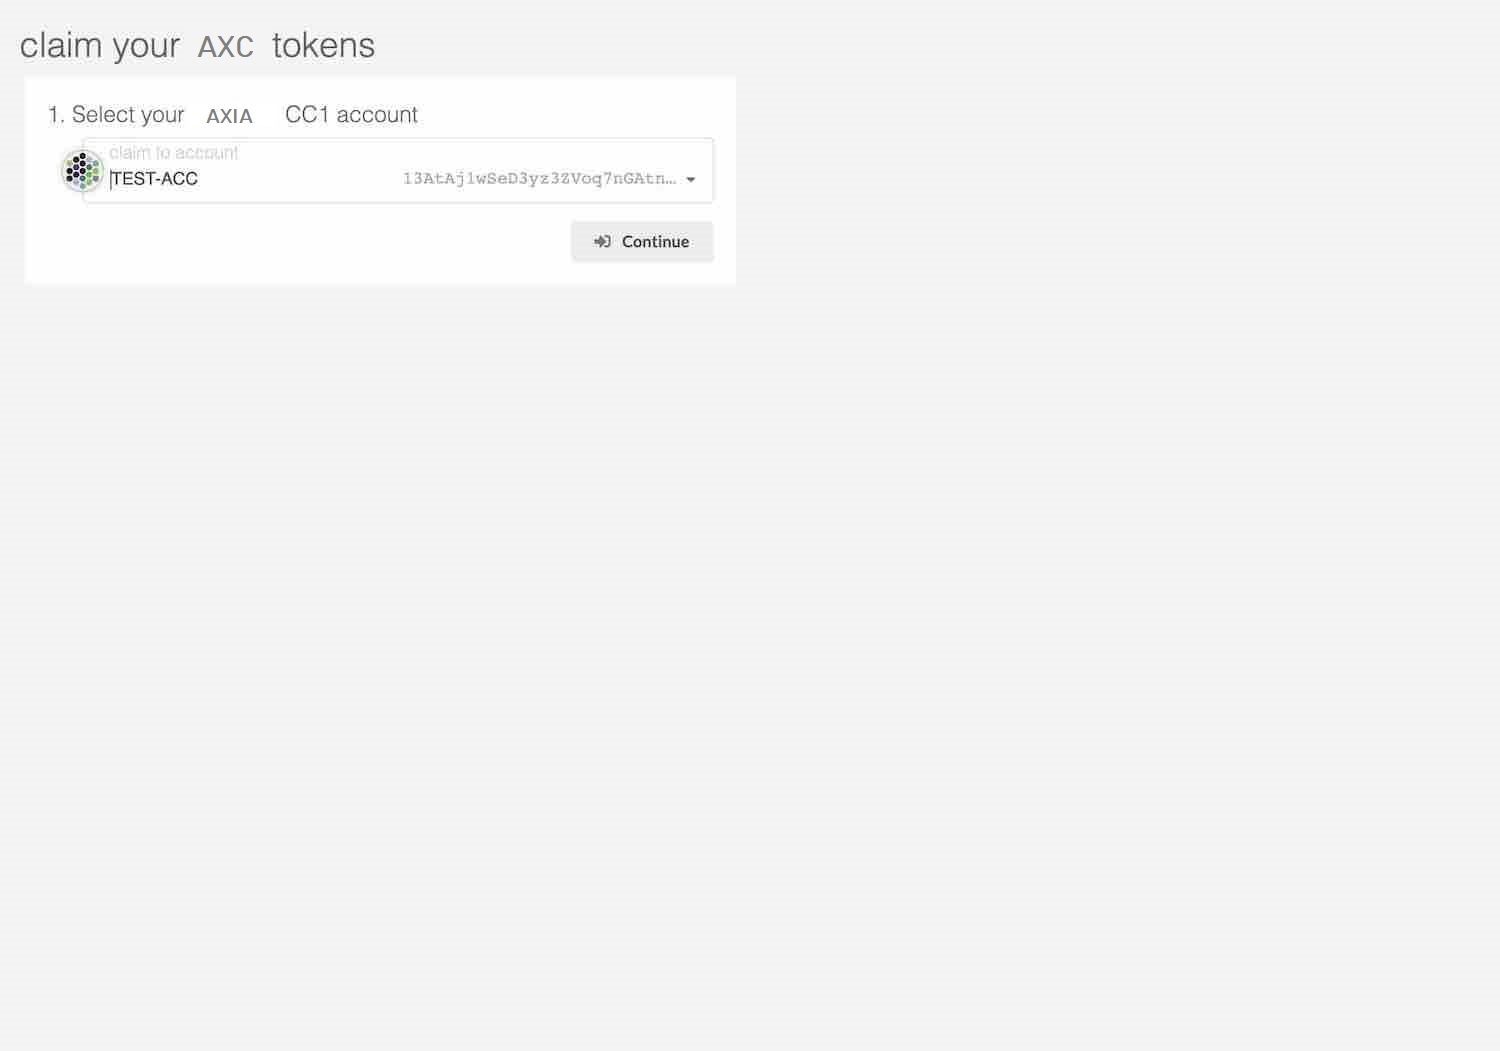 claim your AXC tokens
1. Select your AXIA CC1 account
claim to account
TEST-ACC 13AtAj1wSeD3yz3ZVoq7nGAtn…
Continue